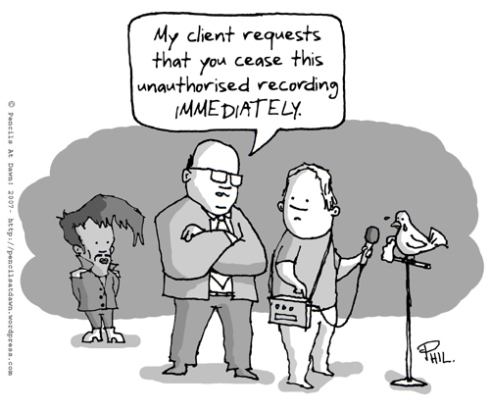 My client requests
that you cease this
unauthorised recording
IMMEDIATELY.
© Pencils At Dawn! 2007- http://pencilsatdawn.wordpress.com
PHIL.